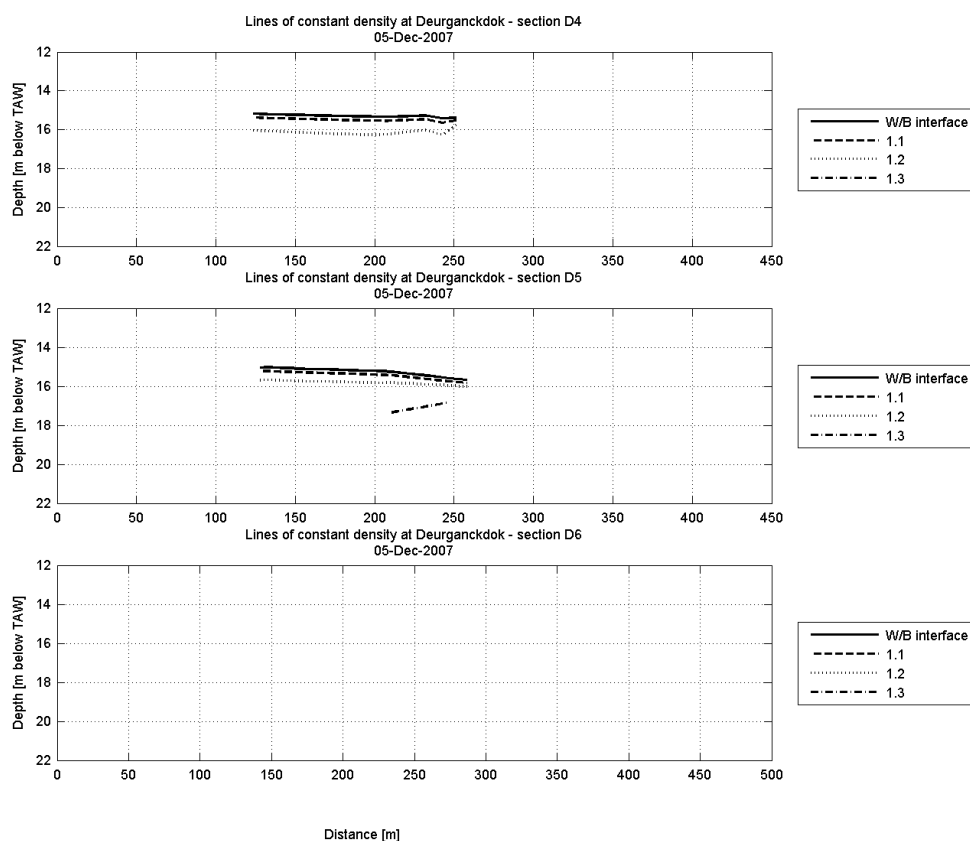 Lines of constant density at Deurganckdok - section D4
05-Dec-2007
12
14
16
18
20
22
Depth [m below TAW]
0 50 100 150 200 250 300 350 400 450
W/B interface
1.1
1.2
1.3
Lines of constant density at Deurganckdok - section D5
05-Dec-2007
12
14
16
18
20
22
Depth [m below TAW]
0 50 100 150 200 250 300 350 400 450
W/B interface
1.1
1.2
1.3
Lines of constant density at Deurganckdok - section D6
05-Dec-2007
12
14
16
18
20
22
Depth [m below TAW]
0 50 100 150 200 250 300 350 400 450 500
W/B interface
1.1
1.2
1.3
Distance [m]